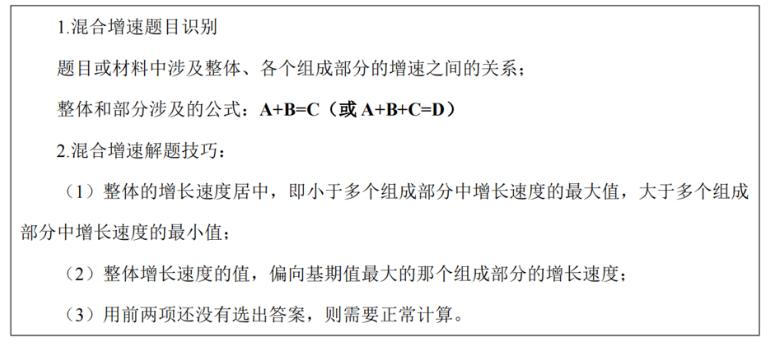 1.混合增速题目识别
题目或材料中涉及整体、各个组成部分的增速之间的关系；
整体和部分涉及的公式：A+B=C（或 A+B+C=D）
2.混合增速解题技巧：
（1）整体的增长速度居中，即小于多个组成部分中增长速度的最大值，大于多个组成
部分中增长速度的最小值；
（2）整体增长速度的值，偏向基期值最大的那个组成部分的增长速度；
（3）用前两项还没有选出答案，则需要正常计算。